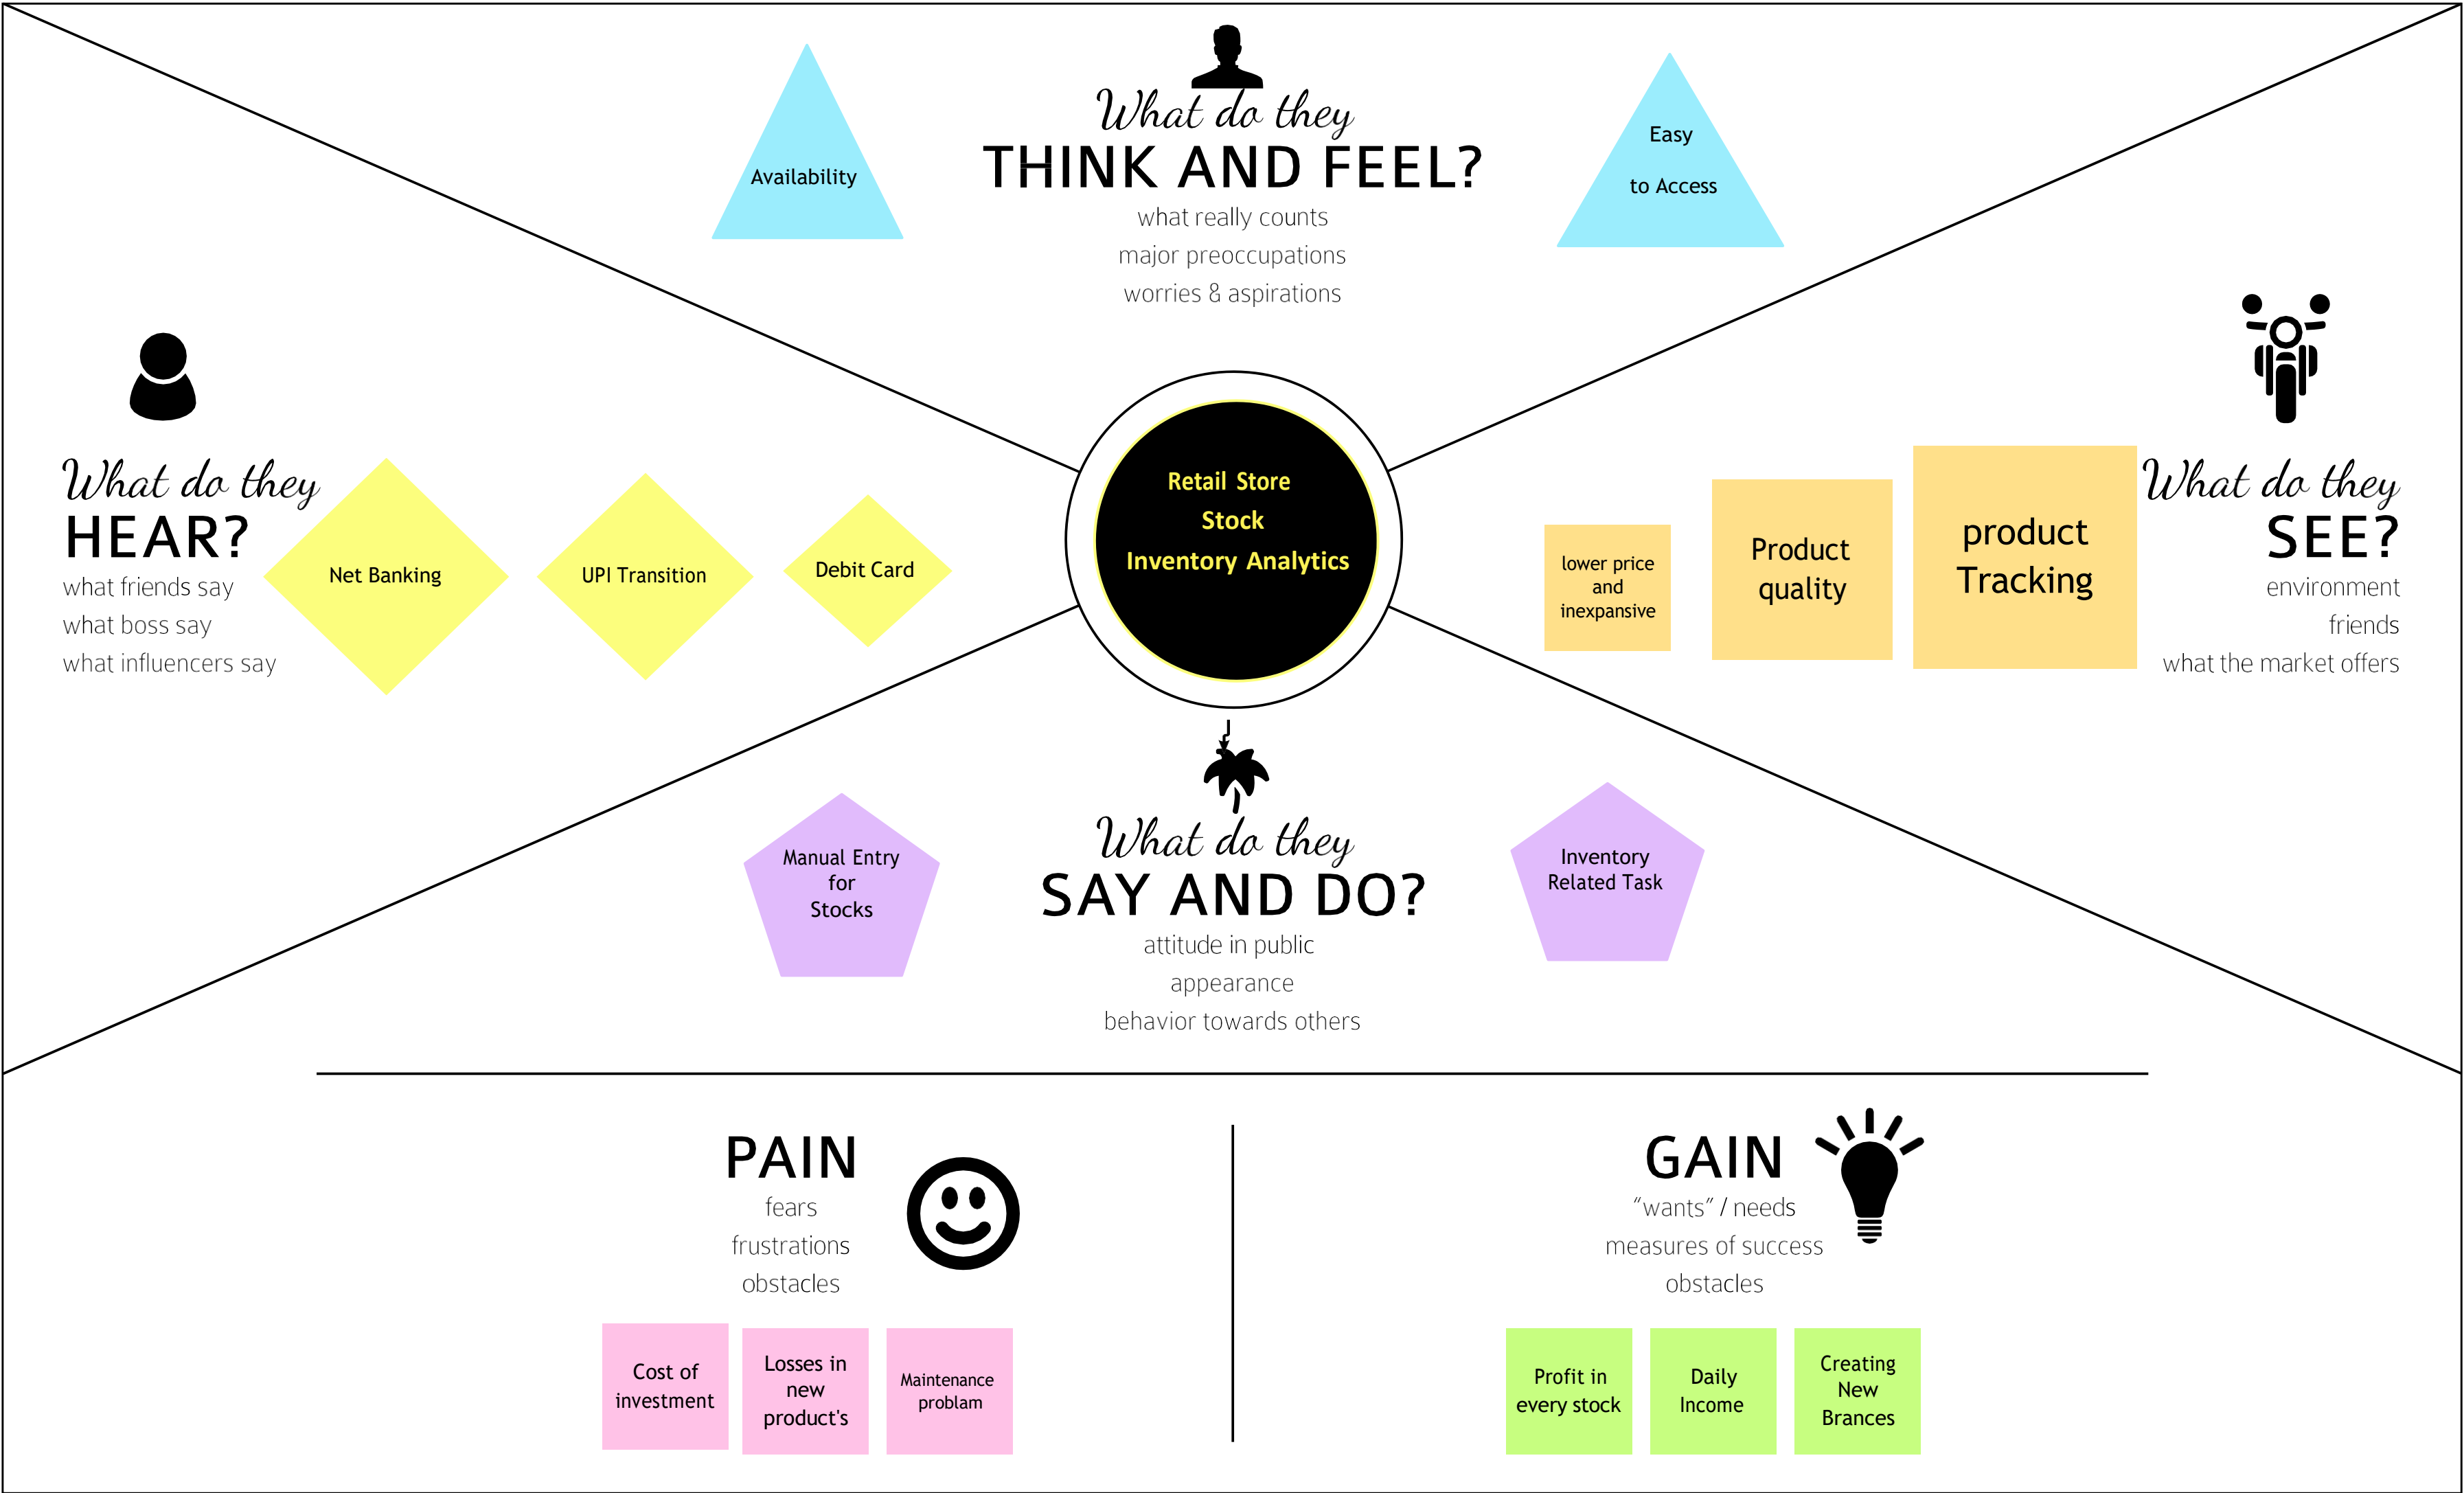 What do they
THINK AND FEEL?
what really counts
major preoccupations
worries & aspirations
Availability
Easy
to Access
What do they
HEAR?
what friends say
what boss say
what influencers say
Net Banking
UPI Transition
Debit Card
Retail Store
Stock
Inventory Analytics
lower price
and
inexpansive
Product
quality
product
Tracking
What do they
SEE?
environment
friends
what the market offers
What do they
SAY AND DO?
attitude in public
appearance
behavior towards others
Manual Entry
for
Stocks
Inventory
Related Task
PAIN
fears
frustrations
obstacles
Cost of
investment
Losses in
new
product's
Maintenance
problam
GAIN
“wants” / needs
measures of success
obstacles
Profit in
every stock
Daily
Income
Creating
New
Brances